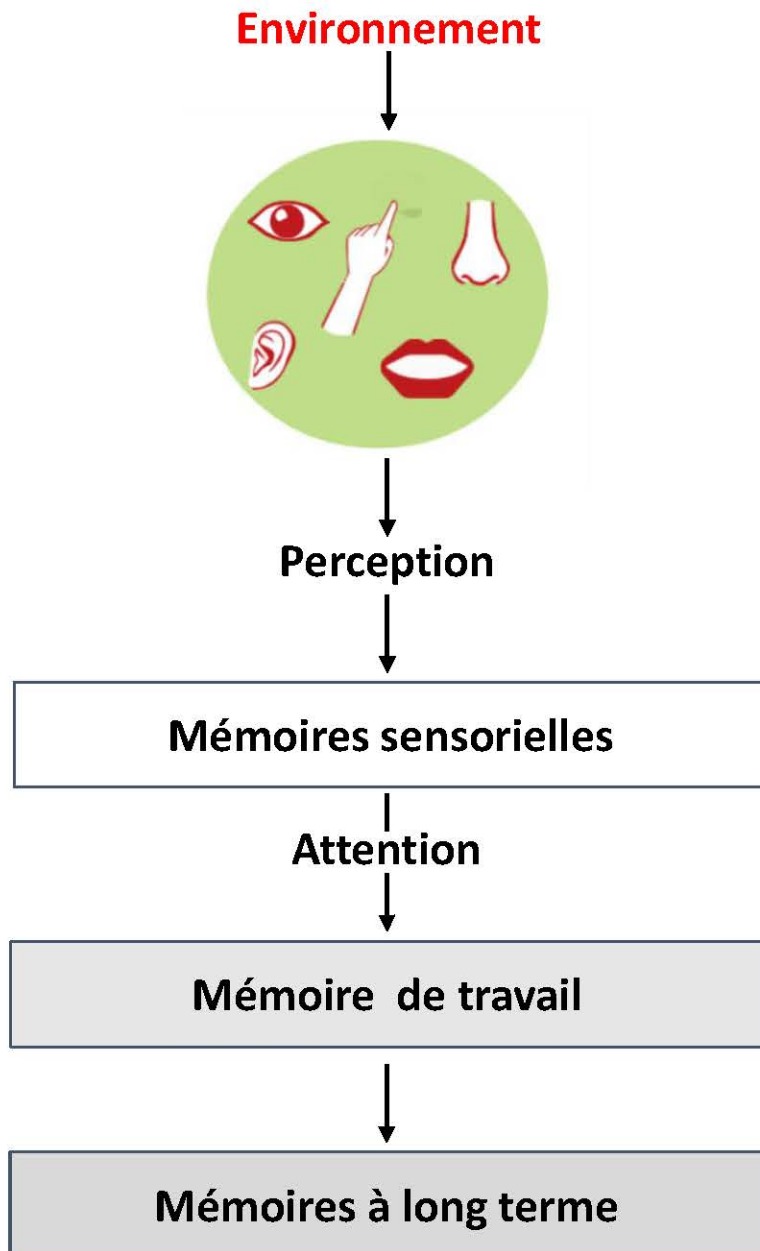 Environnement
Perception
Mémoires sensorielles
Attention
Mémoire de travail
Mémoires à long terme